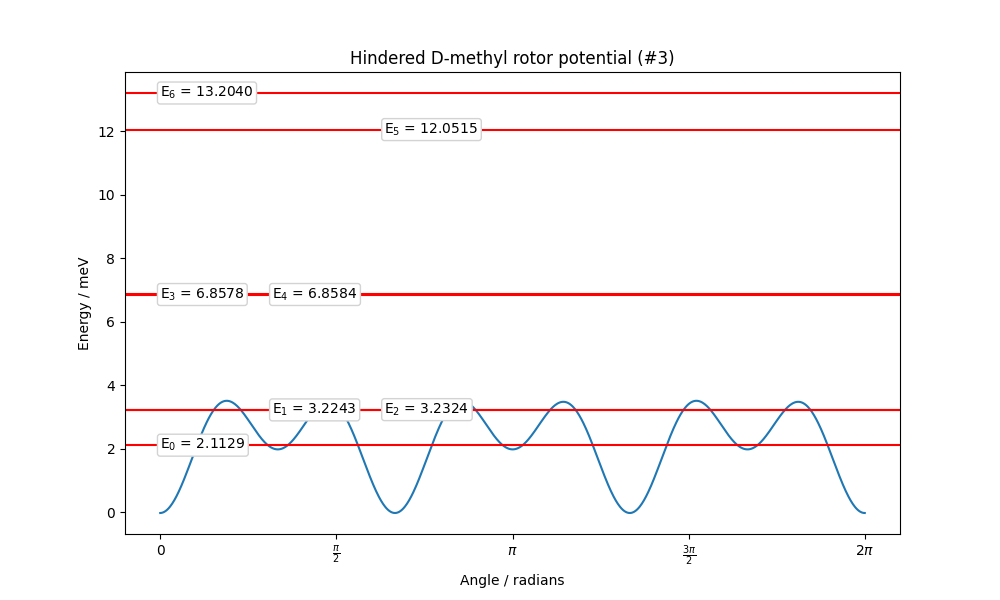 Hindered D-methyl rotor potential (#3)
E₆ = 13.2040
E₅ = 12.0515
E₃ = 6.8578 E₄ = 6.8584
E₁ = 3.2243 E₂ = 3.2324
E₀ = 2.1129
12
10
8
6
4
2
0
Energy / meV
0 π/2 π 3π/2 2π
Angle / radians